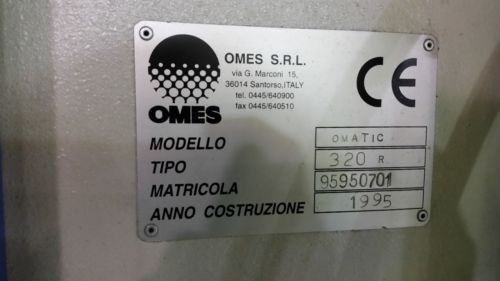 OMES S.R.L.
via G. Marconi 15,
36014 Santorso,ITALY
tel. 0445/640900
fax 0445/640510
OMES
CE
MODELLO OMATIC
TIPO 320 R
MATRICOLA 95950701
ANNO COSTRUZIONE 1995